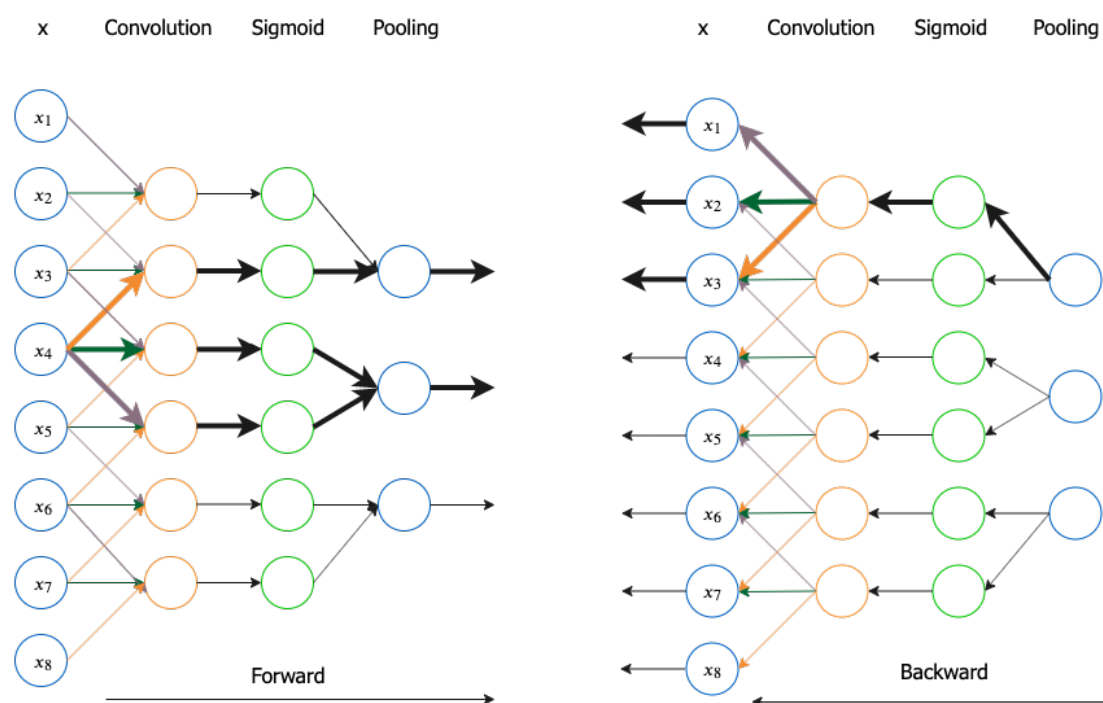 x Convolution Sigmoid Pooling
x1
x2
x3
x4
x5
x6
x7
x8
Forward
x Convolution Sigmoid Pooling
x1
x2
x3
x4
x5
x6
x7
x8
Backward